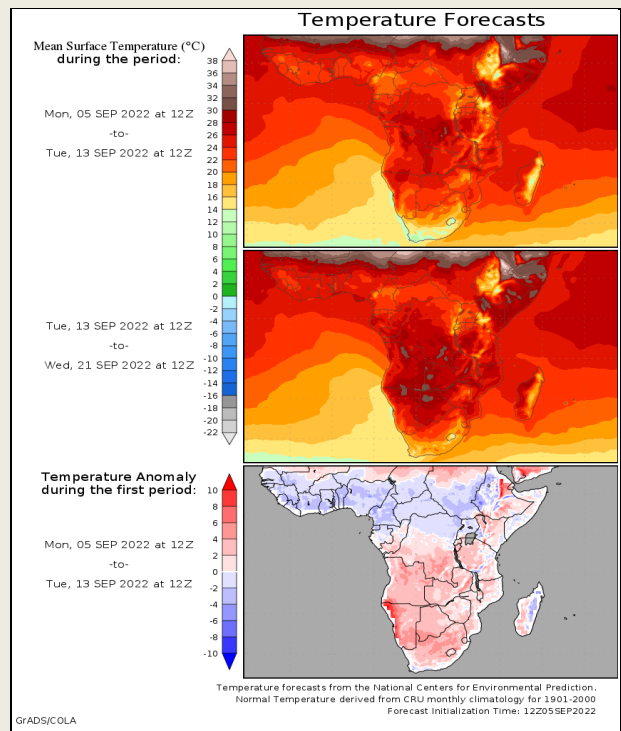 Temperature Forecasts
Mean Surface Temperature (°C)
during the period:
Mon, 05 SEP 2022 at 12Z
-to-
Tue, 13 SEP 2022 at 12Z
38
36
34
32
30
28
26
24
22
20
18
16
14
12
10
8
6
4
2
0
-2
-4
-6
-8
-10
-12
-14
-16
-18
-20
-22
Tue, 13 SEP 2022 at 12Z
-to-
Wed, 21 SEP 2022 at 12Z
Temperature Anomaly
during the first period:
Mon, 05 SEP 2022 at 12Z
-to-
Tue, 13 SEP 2022 at 12Z
10
8
6
4
2
0
-2
-4
-6
-8
-10
Temperature forecasts from the National Centers for Environmental Prediction.
Normal Temperature derived from CRU monthly climatology for 1901-2000
Forecast Initialization Time: 12Z05SEP2022
GrADS/COLA